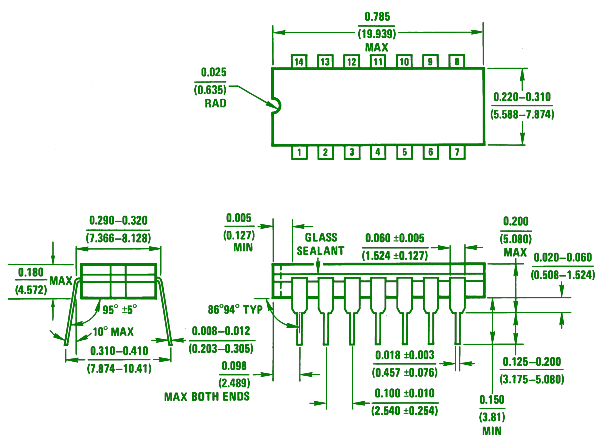 0.785
(19.939)
MAX
14 13 12 11 10 9 8
0.025
(0.635)
RAD
0.220–0.310
(5.588–7.874)
1 2 3 4 5 6 7
0.290–0.320
(7.366–8.128)
0.180
(4.572)
MAX
95° ±5°
10° MAX
0.310–0.410
(7.874–10.41)
0.008–0.012
(0.203–0.305)
0.005
(0.127)
MIN
GLASS
SEALANT
0.060 ±0.005
(1.524 ±0.127)
0.200
(5.080)
MAX
0.020–0.060
(0.508–1.524)
86°94° TYP
0.098
(2.489)
MAX BOTH ENDS
0.018 ±0.003
(0.457 ±0.076)
0.100 ±0.010
(2.540 ±0.254)
0.125–0.200
(3.175–5.080)
0.150
(3.81)
MIN